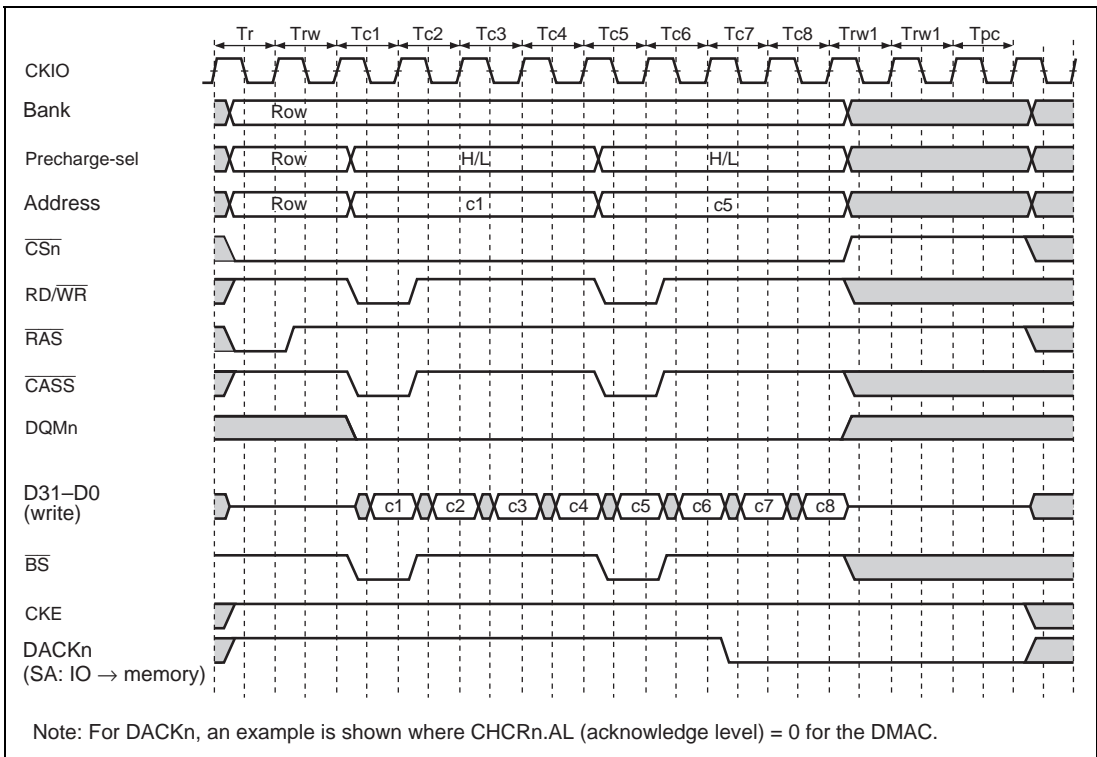 Tr Trw Tc1 Tc2 Tc3 Tc4 Tc5 Tc6 Tc7 Tc8 Trw1 Trw1 Tpc
CKIO
Bank Row
Precharge-sel Row H/L H/L
Address Row c1 c5
CSn
RD/WR
RAS
CASS
DQMn
D31–D0
(write) c1 c2 c3 c4 c5 c6 c7 c8
BS
CKE
DACKn
(SA: IO → memory)
Note: For DACKn, an example is shown where CHCRn.AL (acknowledge level) = 0 for the DMAC.